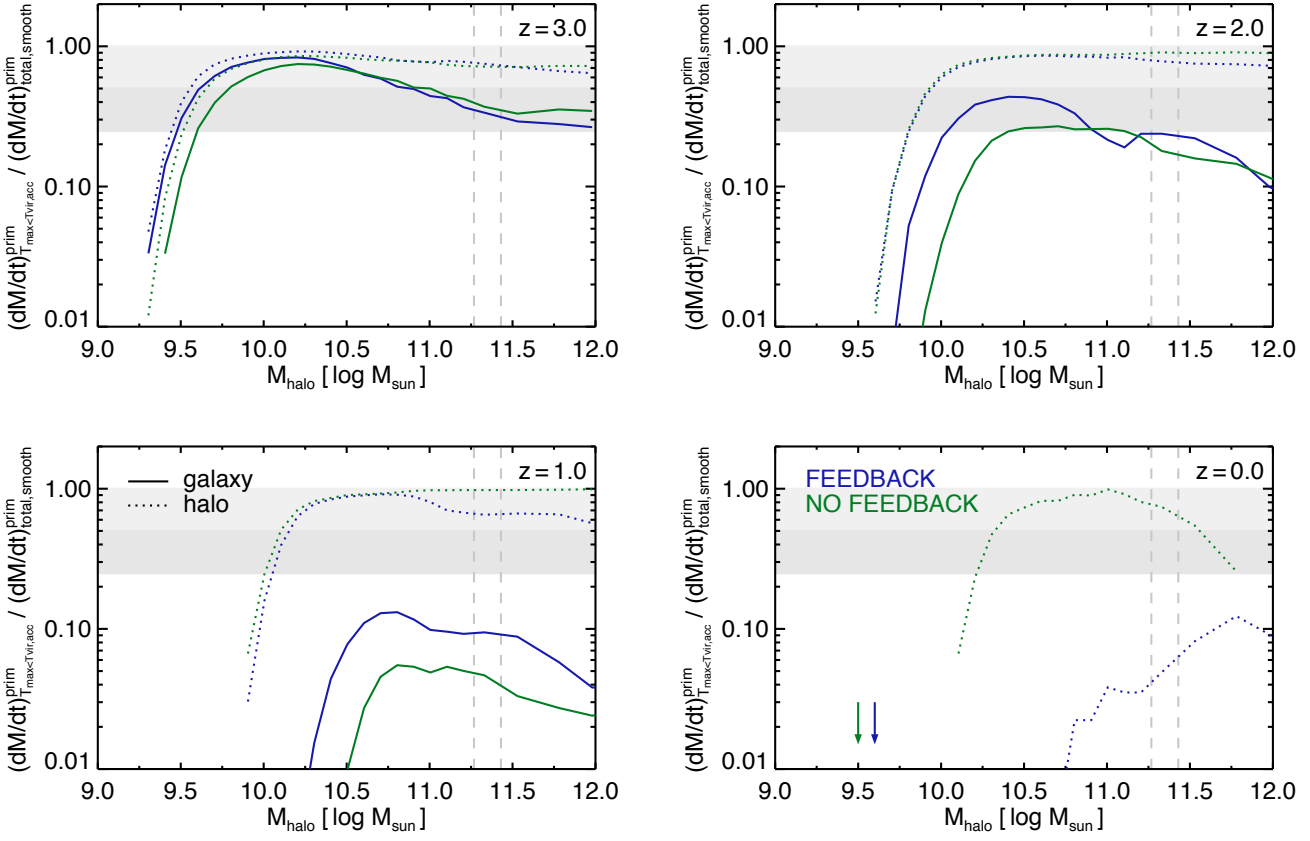 z = 3.0
(dM/dt)^prim_Tmax<Tvir,acc / (dM/dt)^prim_total,smooth
1.00
0.10
0.01
9.0 9.5 10.0 10.5 11.0 11.5 12.0
M_halo [ log M_sun ]
z = 2.0
(dM/dt)^prim_Tmax<Tvir,acc / (dM/dt)^prim_total,smooth
1.00
0.10
0.01
9.0 9.5 10.0 10.5 11.0 11.5 12.0
M_halo [ log M_sun ]
z = 1.0
galaxy
halo
(dM/dt)^prim_Tmax<Tvir,acc / (dM/dt)^prim_total,smooth
1.00
0.10
0.01
9.0 9.5 10.0 10.5 11.0 11.5 12.0
M_halo [ log M_sun ]
z = 0.0
FEEDBACK
NO FEEDBACK
(dM/dt)^prim_Tmax<Tvir,acc / (dM/dt)^prim_total,smooth
1.00
0.10
0.01
9.0 9.5 10.0 10.5 11.0 11.5 12.0
M_halo [ log M_sun ]